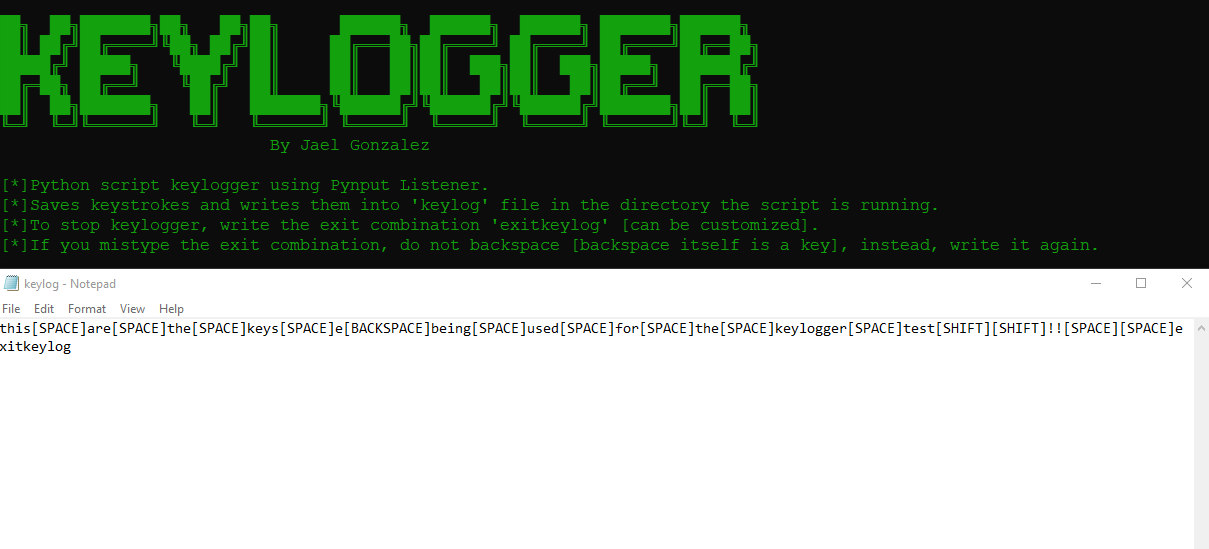 KEYLOGGER
By Jael Gonzalez
[*]Python script keylogger using Pynput Listener.
[*]Saves keystrokes and writes them into 'keylog' file in the directory the script is running.
[*]To stop keylogger, write the exit combination 'exitkeylog' [can be customized].
[*]If you mistype the exit combination, do not backspace [backspace itself is a key], instead, write it again.
keylog - Notepad
File Edit Format View Help
this[SPACE]are[SPACE]the[SPACE]keys[SPACE]e[BACKSPACE]being[SPACE]used[SPACE]for[SPACE]the[SPACE]keylogger[SPACE]test[SHIFT][SHIFT]!![SPACE][SPACE]e
xitkeylog